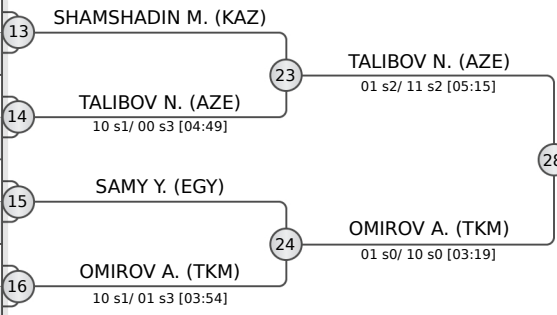 SHAMSHADIN M. (KAZ)
13
23
TALIBOV N. (AZE)
01 s2/ 11 s2 [05:15]
TALIBOV N. (AZE)
14
10 s1/ 00 s3 [04:49]
28
SAMY Y. (EGY)
15
24
OMIROV A. (TKM)
01 s0/ 10 s0 [03:19]
OMIROV A. (TKM)
16
10 s1/ 01 s3 [03:54]